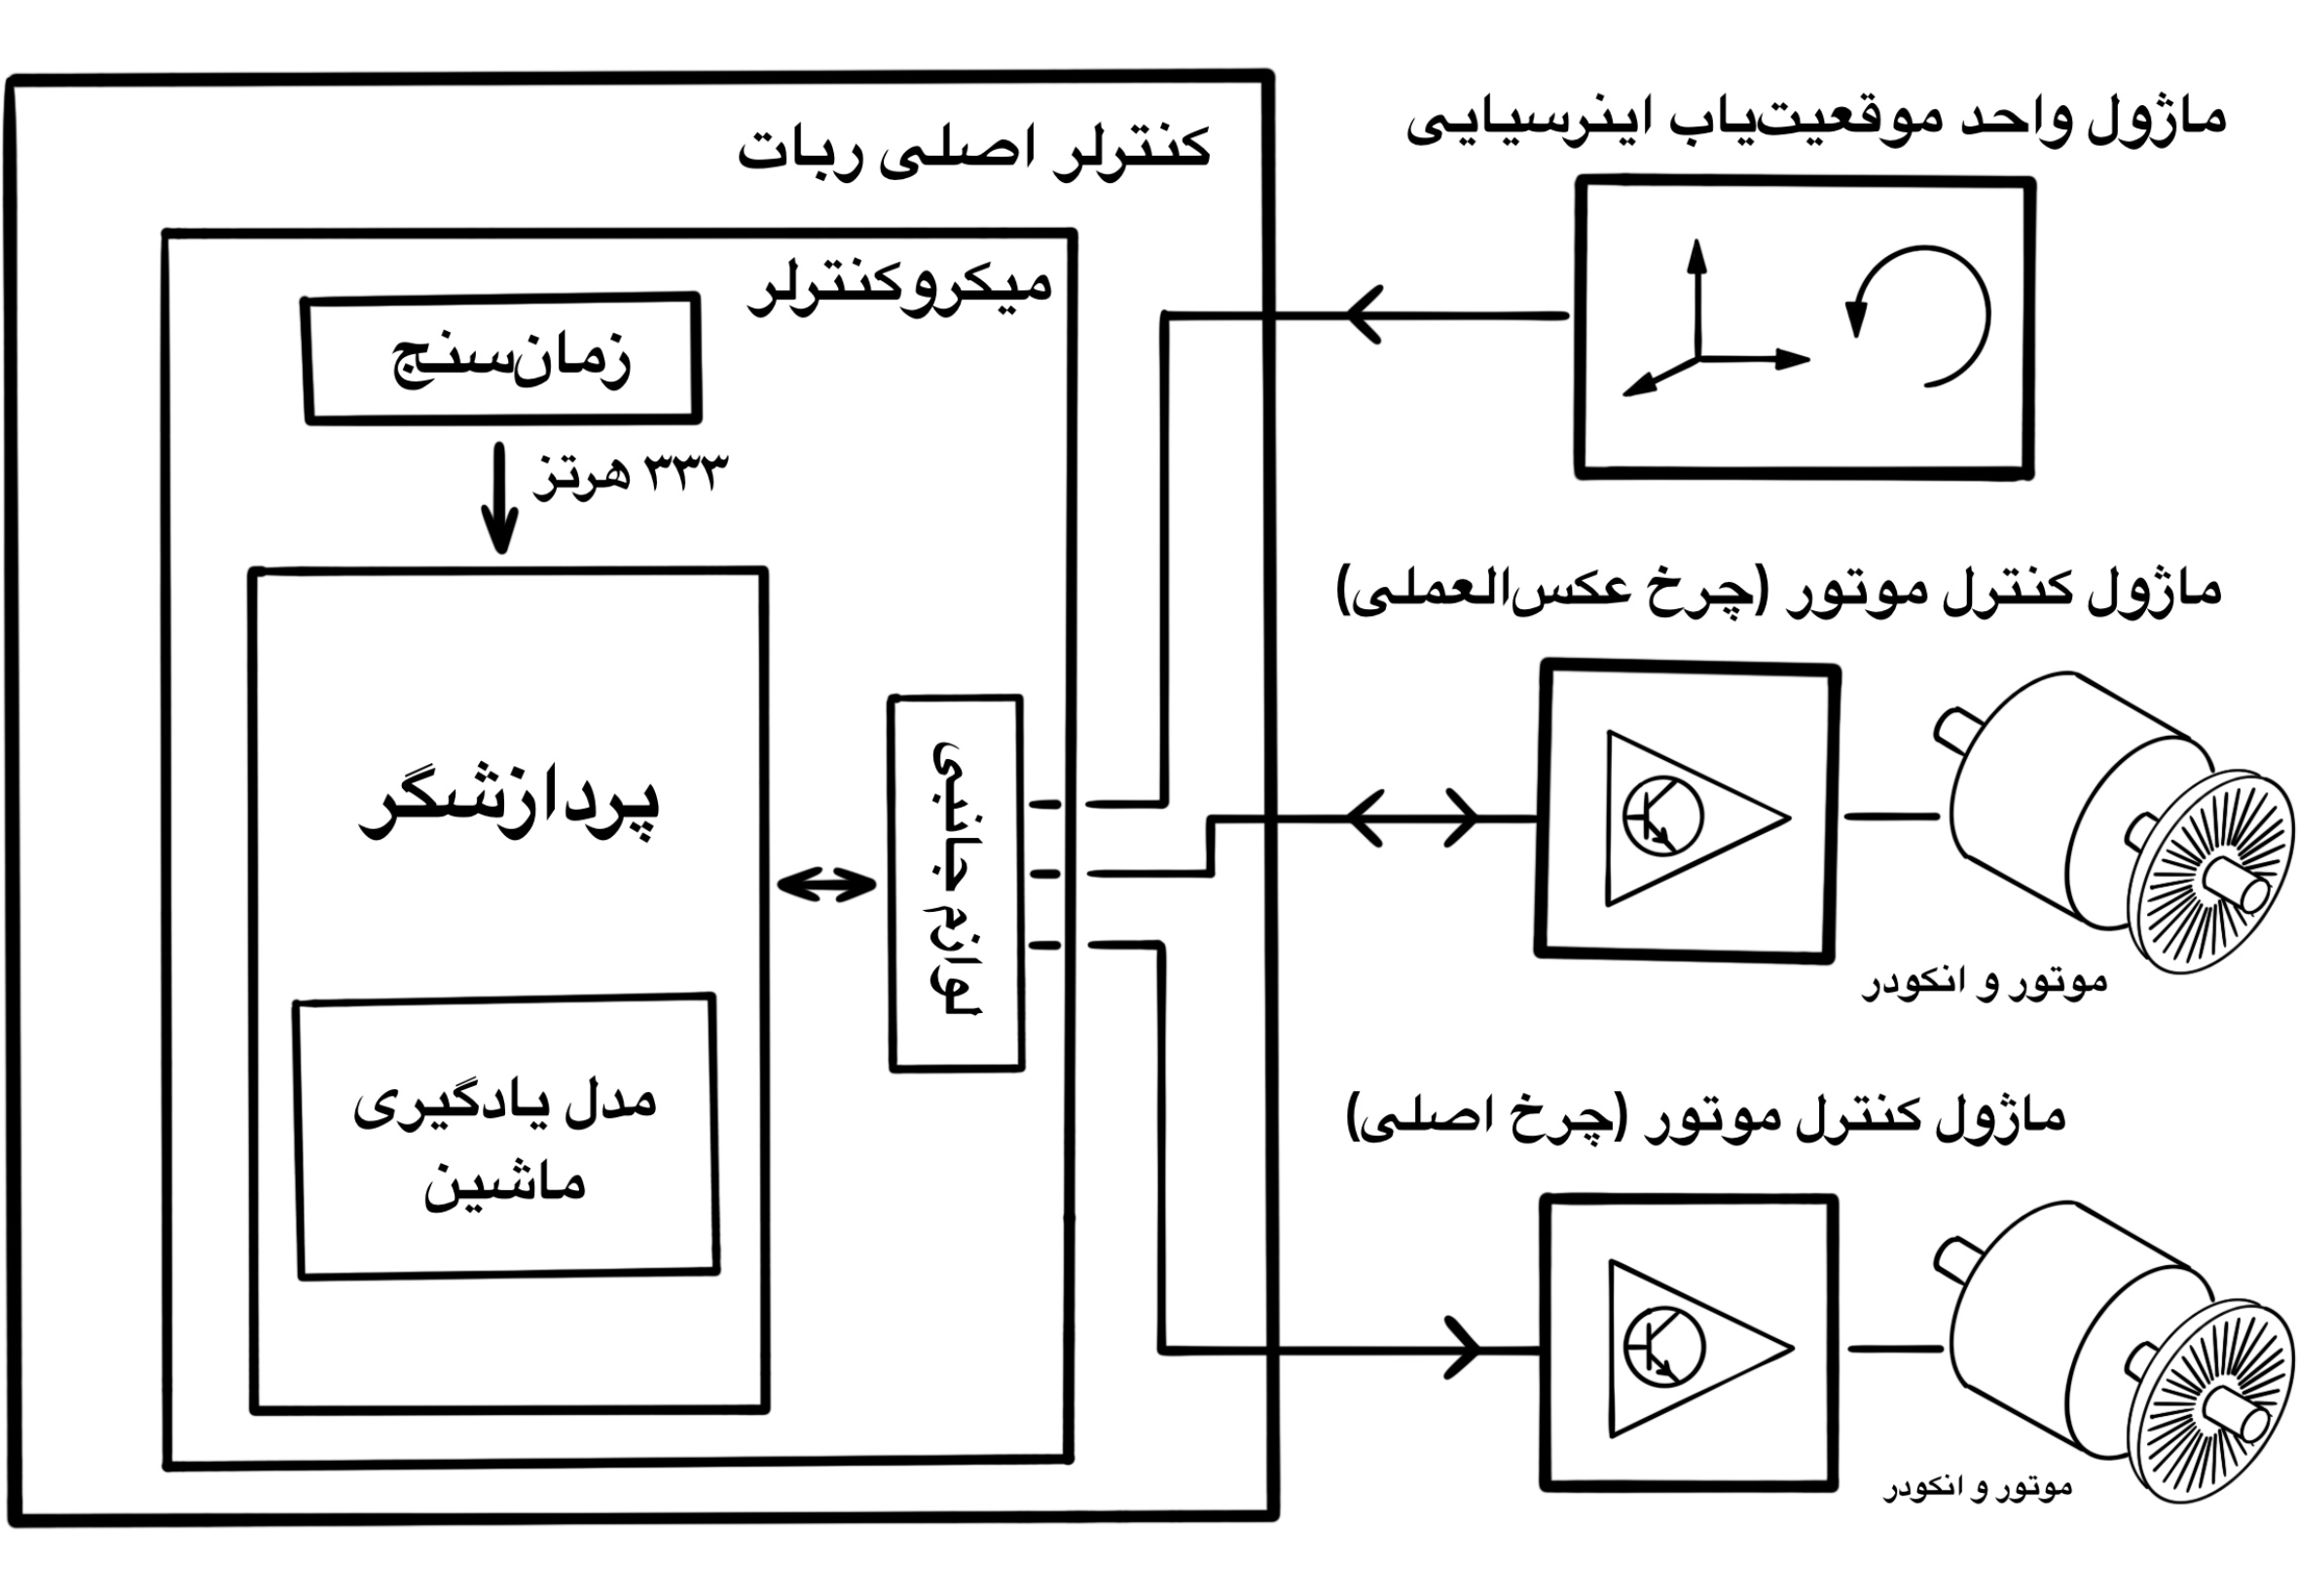 ماژول واحد موقعیت‌یاب اینرسیایی
کنترلر اصلی ربات
میکروکنترلر
زمان‌سنج
۳۳۳ هرتز
ماژول کنترل موتور (چرخ عکس‌العملی)
پردازشگر
لوازم جانبی
موتور و انکودر
مدل یادگیری
ماشین
ماژول کنترل موتور (چرخ اصلی)
موتور و انکودر